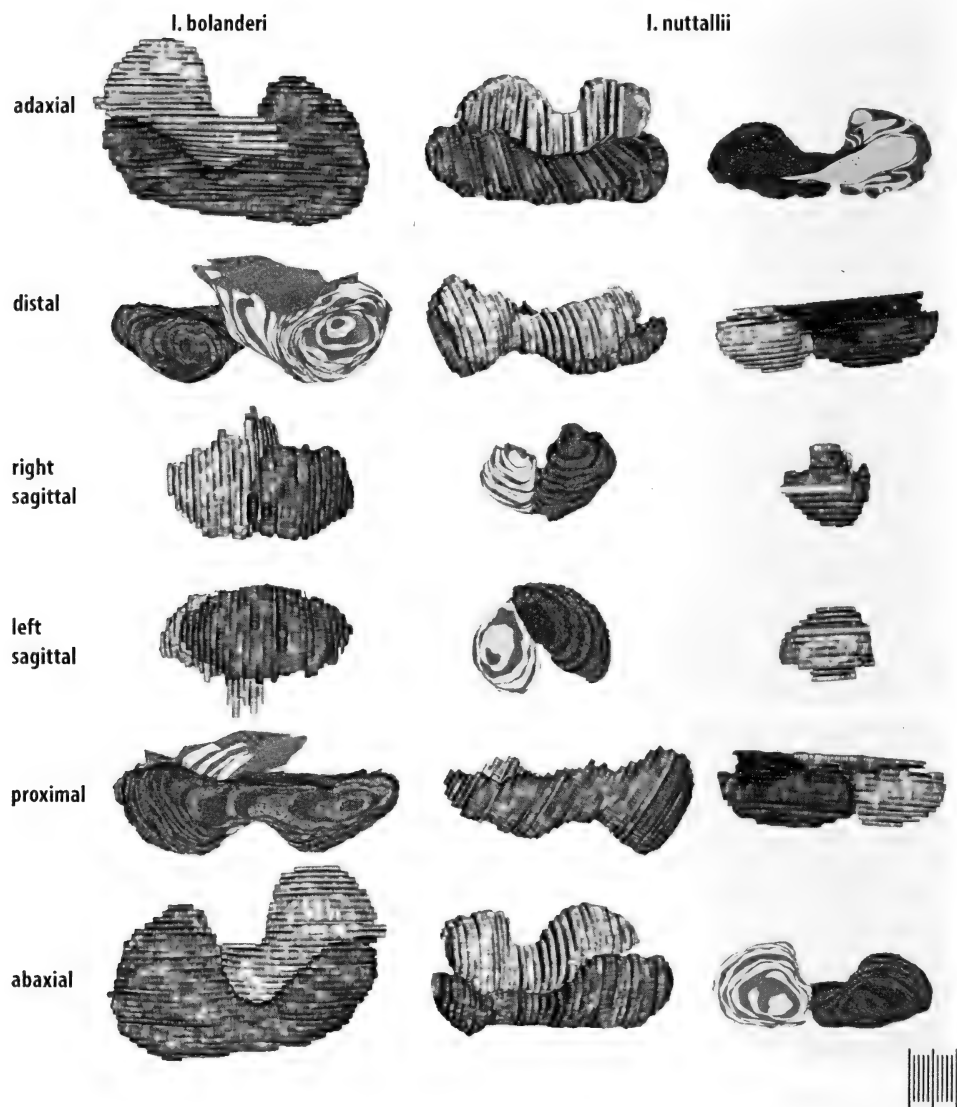 I. bolanderi
I. nuttallii
adaxial
distal
right
sagittal
left
sagittal
proximal
abaxial